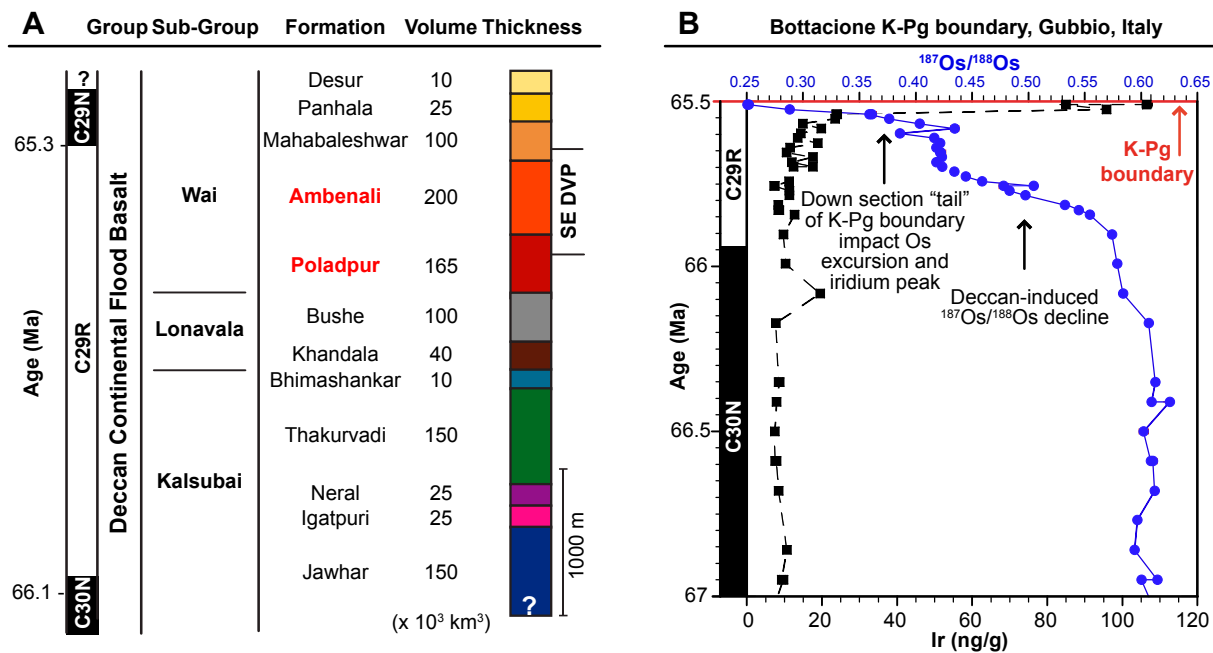 A
Group Sub-Group Formation Volume Thickness
?
C29N
65.3
C29R
66.1
C30N
Age (Ma)
Deccan Continental Flood Basalt
Wai
Lonavala
Kalsubai
Desur 10
Panhala 25
Mahabaleshwar 100
Ambenali 200
Poladpur 165
Bushe 100
Khandala 40
Bhimashankar 10
Thakurvadi 150
Neral 25
Igatpuri 25
Jawhar 150
(x 10³ km³)
?
SE DVP
1000 m
B
Bottacione K-Pg boundary, Gubbio, Italy
¹⁸⁷Os/¹⁸⁸Os
0.25 0.30 0.35 0.40 0.45 0.50 0.55 0.60 0.65
65.5
66
66.5
67
Age (Ma)
C29R
C30N
K-Pg
boundary
Down section “tail”
of K-Pg boundary
impact Os
excursion and
iridium peak
Deccan-induced
¹⁸⁷Os/¹⁸⁸Os decline
0 20 40 60 80 100 120
Ir (ng/g)